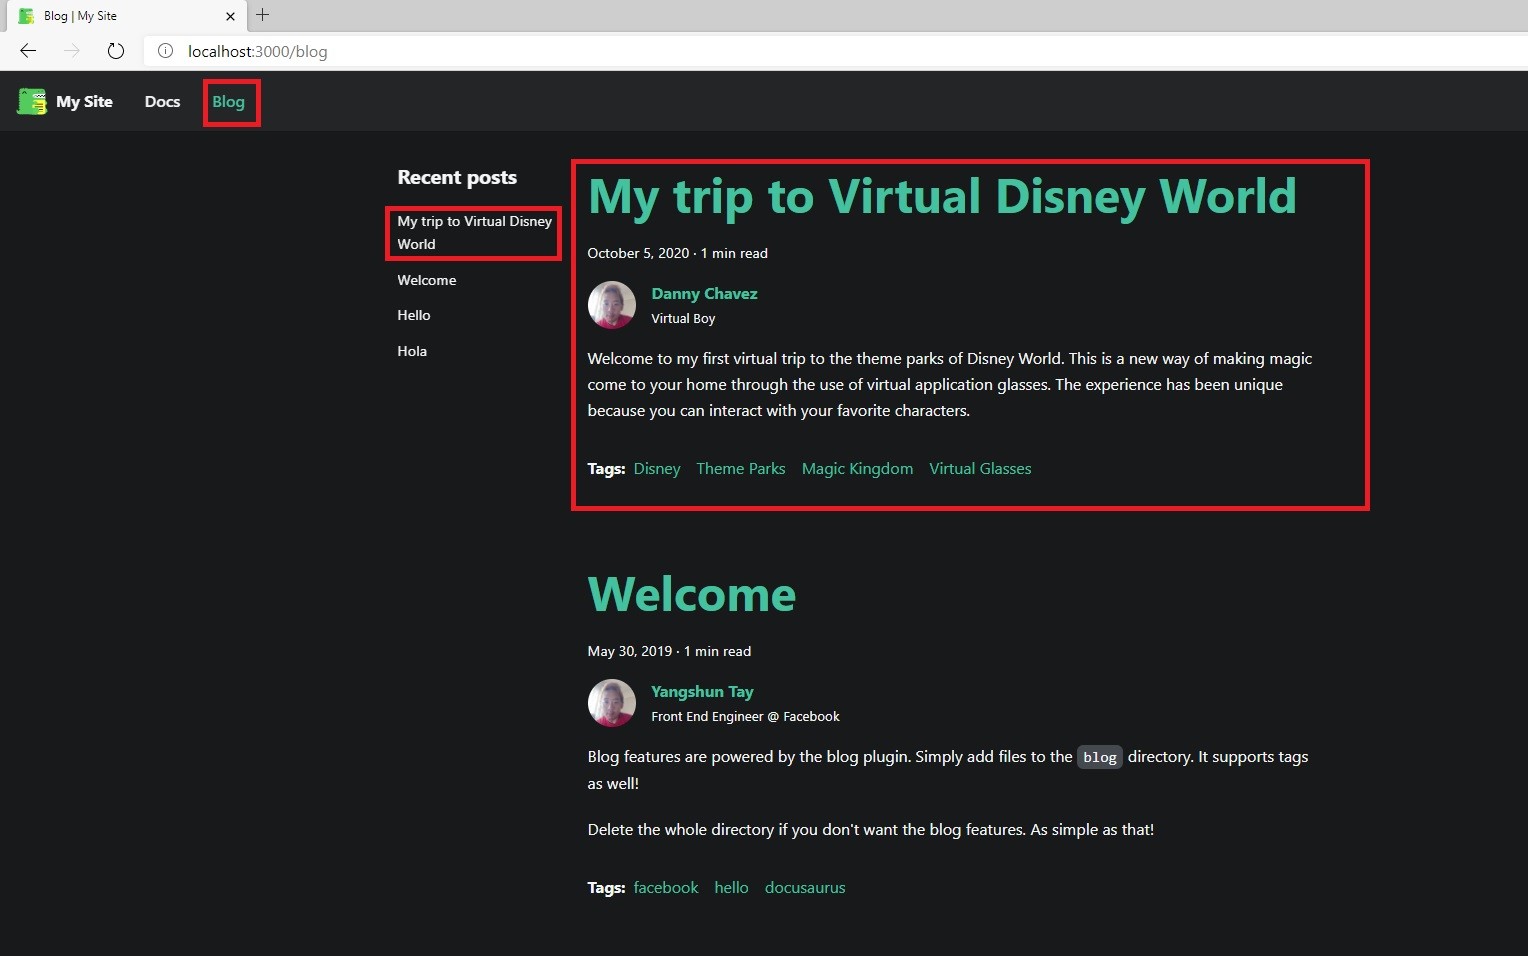 Blog | My Site
localhost:3000/blog
My Site Docs Blog
Recent posts
My trip to Virtual Disney
World
Welcome
Hello
Hola
My trip to Virtual Disney World
October 5, 2020 · 1 min read
Danny Chavez
Virtual Boy
Welcome to my first virtual trip to the theme parks of Disney World. This is a new way of making magic
come to your home through the use of virtual application glasses. The experience has been unique
because you can interact with your favorite characters.
Tags: Disney Theme Parks Magic Kingdom Virtual Glasses
Welcome
May 30, 2019 · 1 min read
Yangshun Tay
Front End Engineer @ Facebook
Blog features are powered by the blog plugin. Simply add files to the blog directory. It supports tags
as well!
Delete the whole directory if you don't want the blog features. As simple as that!
Tags: facebook hello docusaurus